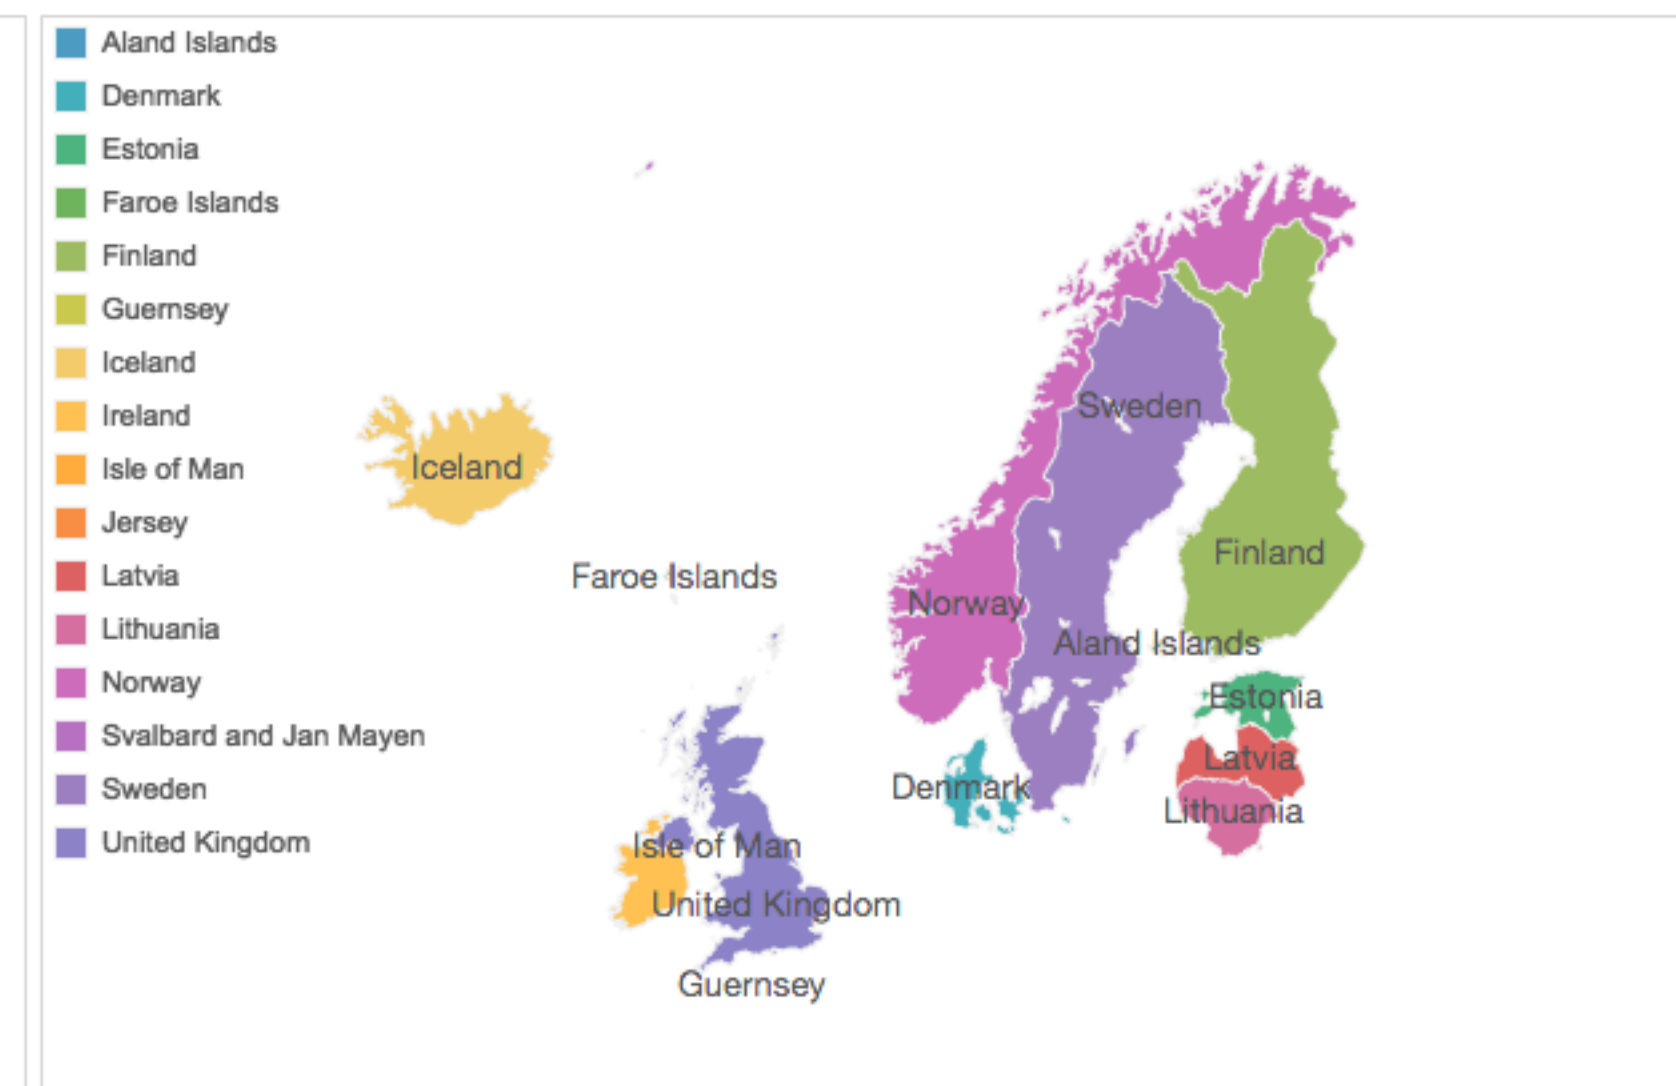 Aland Islands
Denmark
Estonia
Faroe Islands
Finland
Guernsey
Iceland
Ireland
Isle of Man
Jersey
Latvia
Lithuania
Norway
Svalbard and Jan Mayen
Sweden
United Kingdom
Sweden
Iceland
Finland
Faroe Islands
Norway
Aland Islands
Estonia
Latvia
Denmark
Lithuania
Isle of Man
United Kingdom
Guernsey